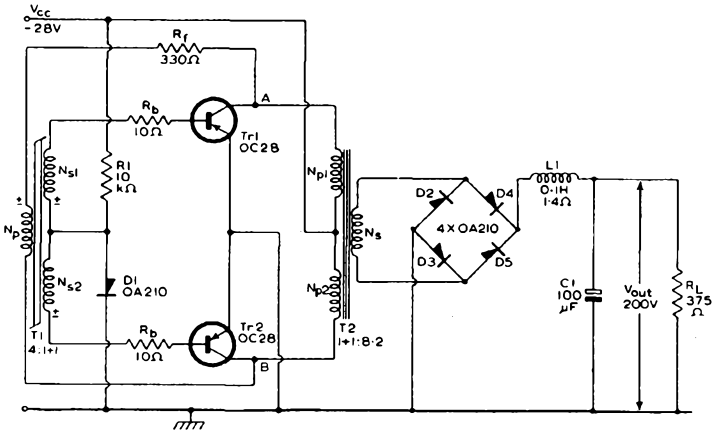 Vcc
-28V
Rf
330Ω
A
Rb
10Ω
Tr1
OC28
Ns1
R1
10
kΩ
Np1
L1
0·1H
1·4Ω
D2
D4
±
±
Np
Ns
4 X OA210
D3
D5
Ns2
D1
OA210
Np2
C1
100
μF
Vout
200V
RL
375
Ω
±
T1
4:1+1
Rb
10Ω
Tr2
OC28
B
T2
1+1:8·2